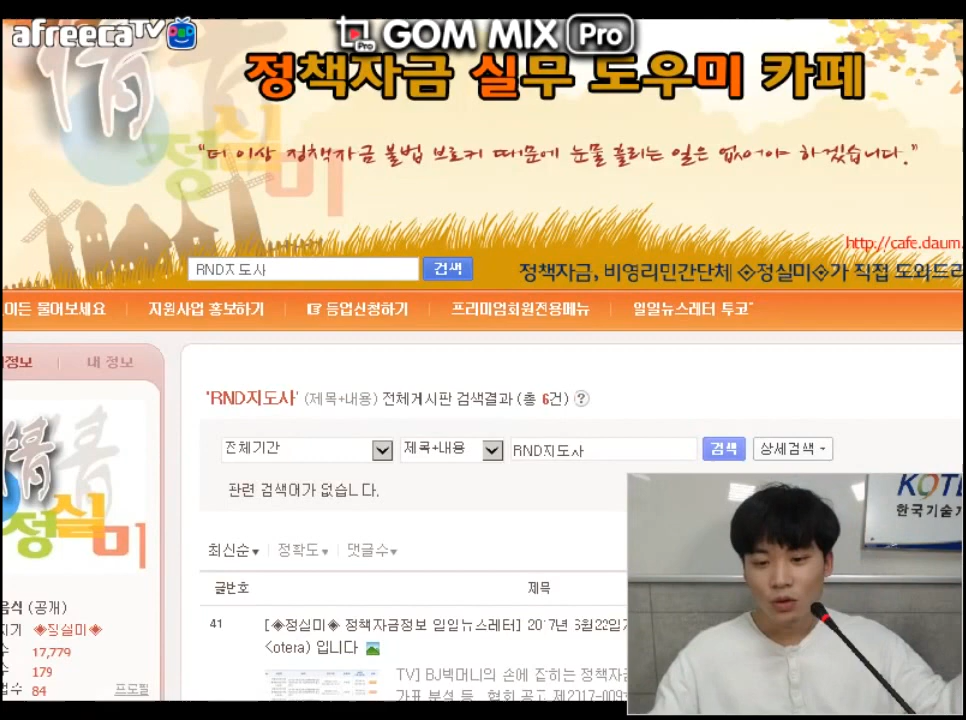 afreecaTV
GOM MIX Pro
Pro
정책자금 실무 도우미 카페
정실미
"더 이상 정책자금 불법 브로커 때문에 눈물 흘리는 일은 없어야 하겠습니다."
http://cafe.daum.
RND지도사 검색
정책자금, 비영리민간단체 ◈정실미◈가 직접 도와드리
이든 물어보세요 지원사업 홍보하기 ☞ 등업신청하기 프리미엄회원전용메뉴 일일뉴스레터 투고"
정보 내 정보
'RND지도사' (제목+내용) 전체게시판 검색결과 (총 6건) ?
전체기간 제목+내용 RND지도사 검색 상세검색
관련 검색어가 없습니다.
KOTE
한국기술개
정실미
최신순 정확도 댓글수
글번호 제목
음식 (공개)
지기 ◈정실미◈
41 [◈정실미◈ 정책자금정보 일일뉴스레터] 2017년 6월22일
<otera) 입니다
수 17,779
수 179
수 84
프로필
TV] BJ박머니의 손에 잡히는 정책자금
가표 분석 등 협회 공고 제2017-009